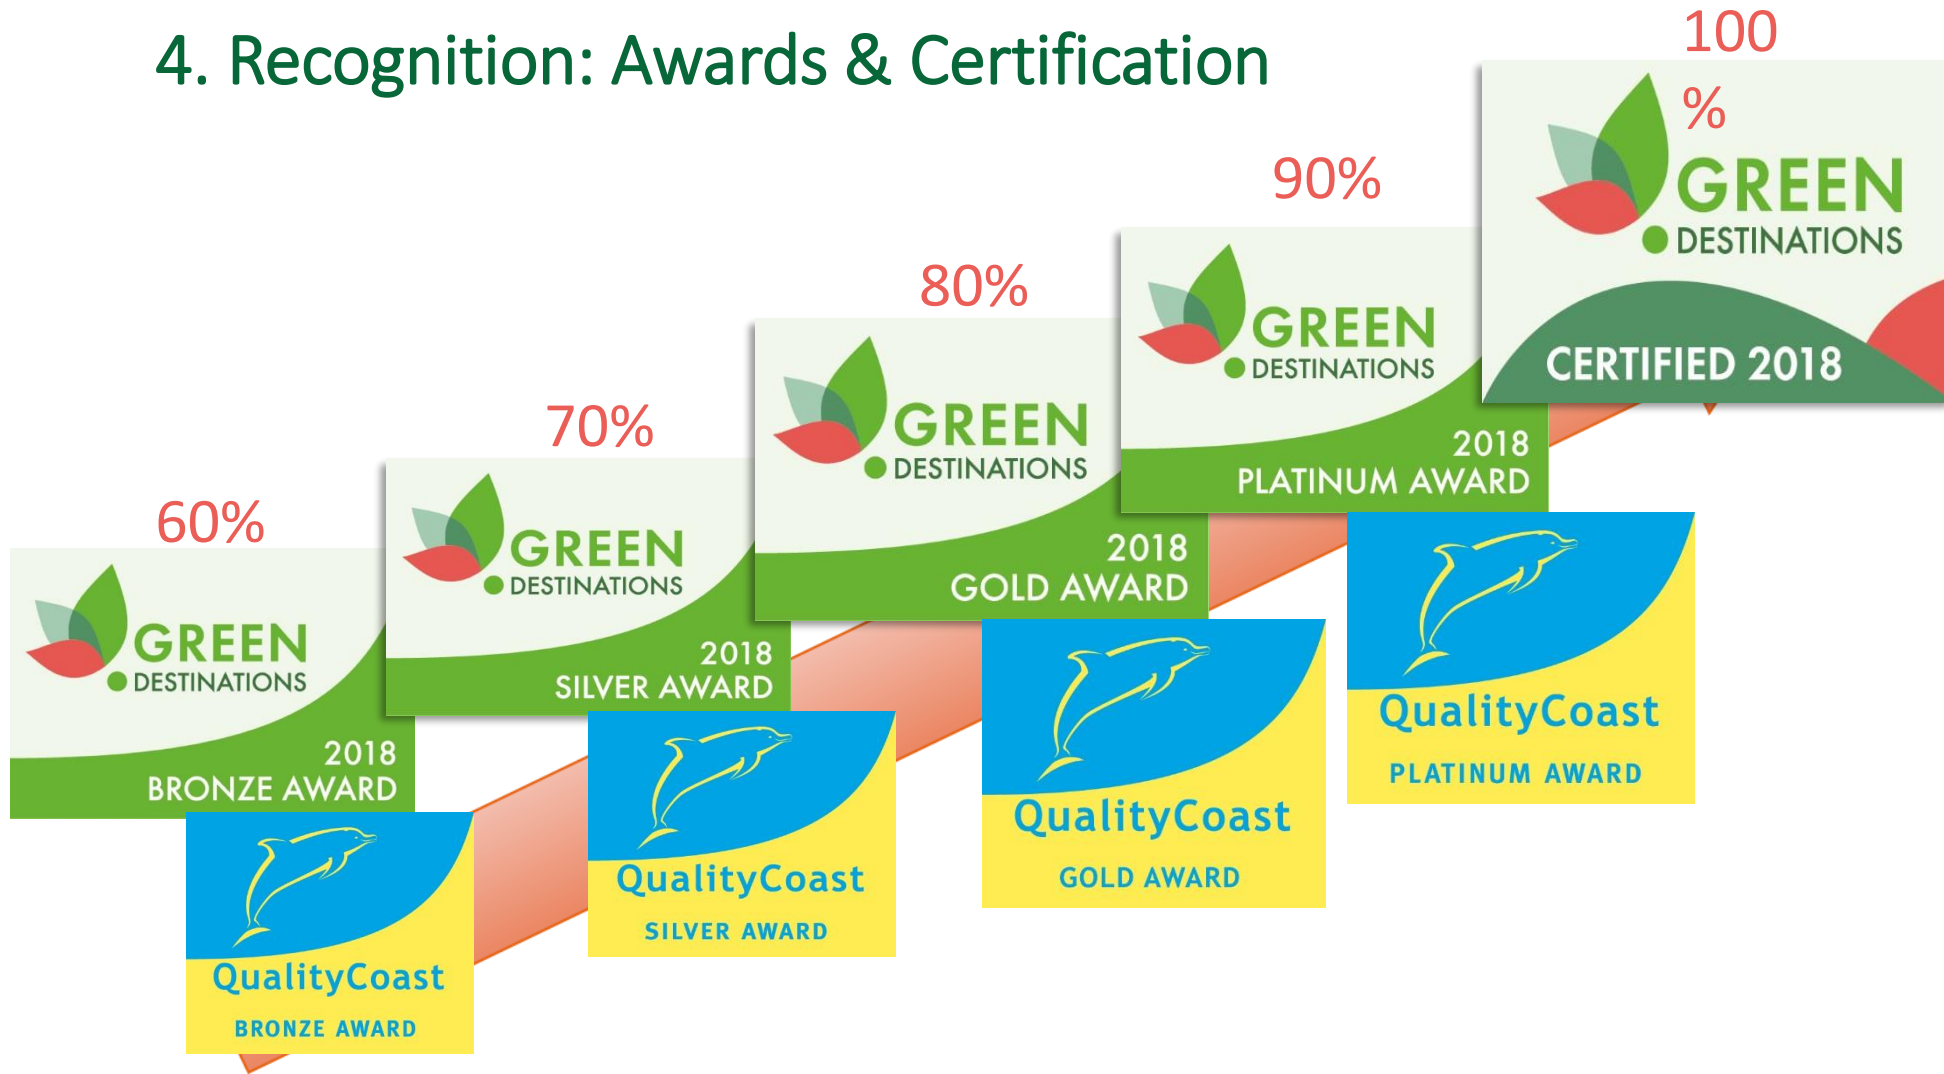 4. Recognition: Awards & Certification
60%
GREEN
DESTINATIONS
2018
BRONZE AWARD
QualityCoast
BRONZE AWARD
70%
GREEN
DESTINATIONS
2018
SILVER AWARD
QualityCoast
SILVER AWARD
80%
GREEN
DESTINATIONS
2018
GOLD AWARD
QualityCoast
GOLD AWARD
90%
GREEN
DESTINATIONS
2018
PLATINUM AWARD
QualityCoast
PLATINUM AWARD
100
%
GREEN
DESTINATIONS
CERTIFIED 2018